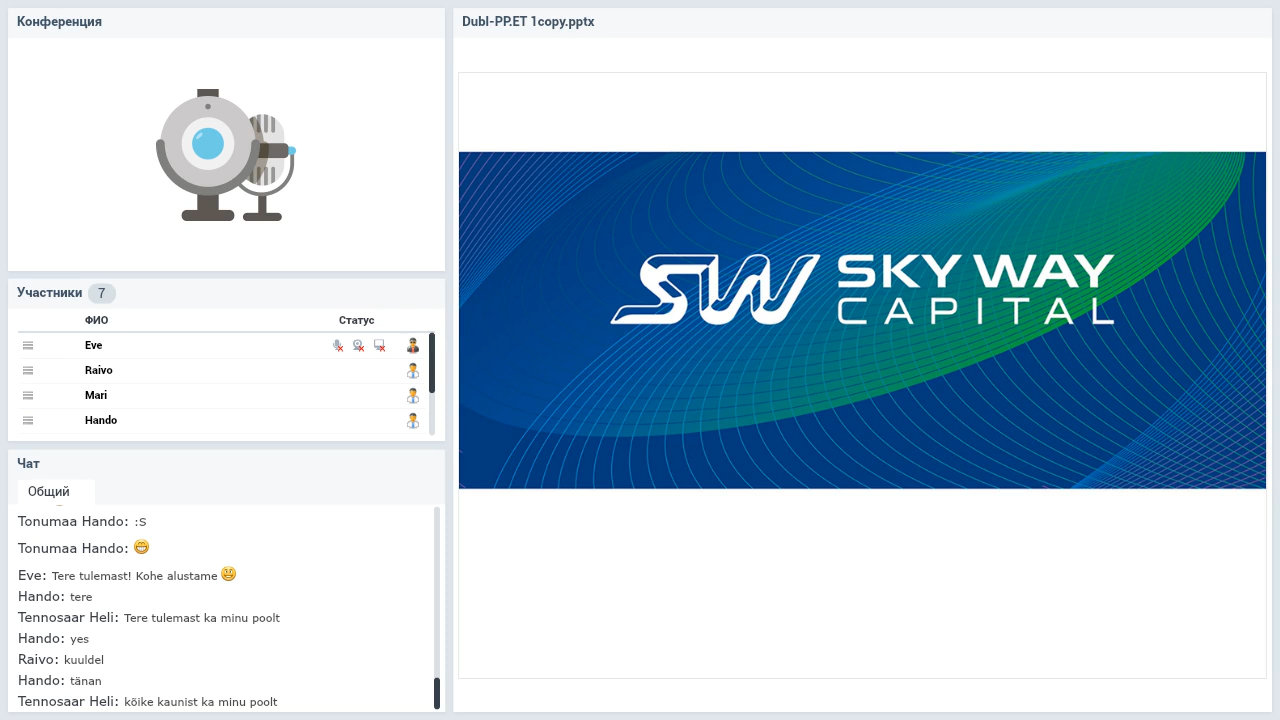 Конференция
Участники 7
ФИО Статус
Eve
Raivo
Mari
Hando
Чат
Общий
Tonumaa Hando: :S
Tonumaa Hando:
Eve: Tere tulemast! Kohe alustame
Hando: tere
Tennosaar Heli: Tere tulemast ka minu poolt
Hando: yes
Raivo: kuuldel
Hando: tänan
Tennosaar Heli: kõike kaunist ka minu poolt
Dubl-PP.ET 1copy.pptx
SW SKY WAY
CAPITAL